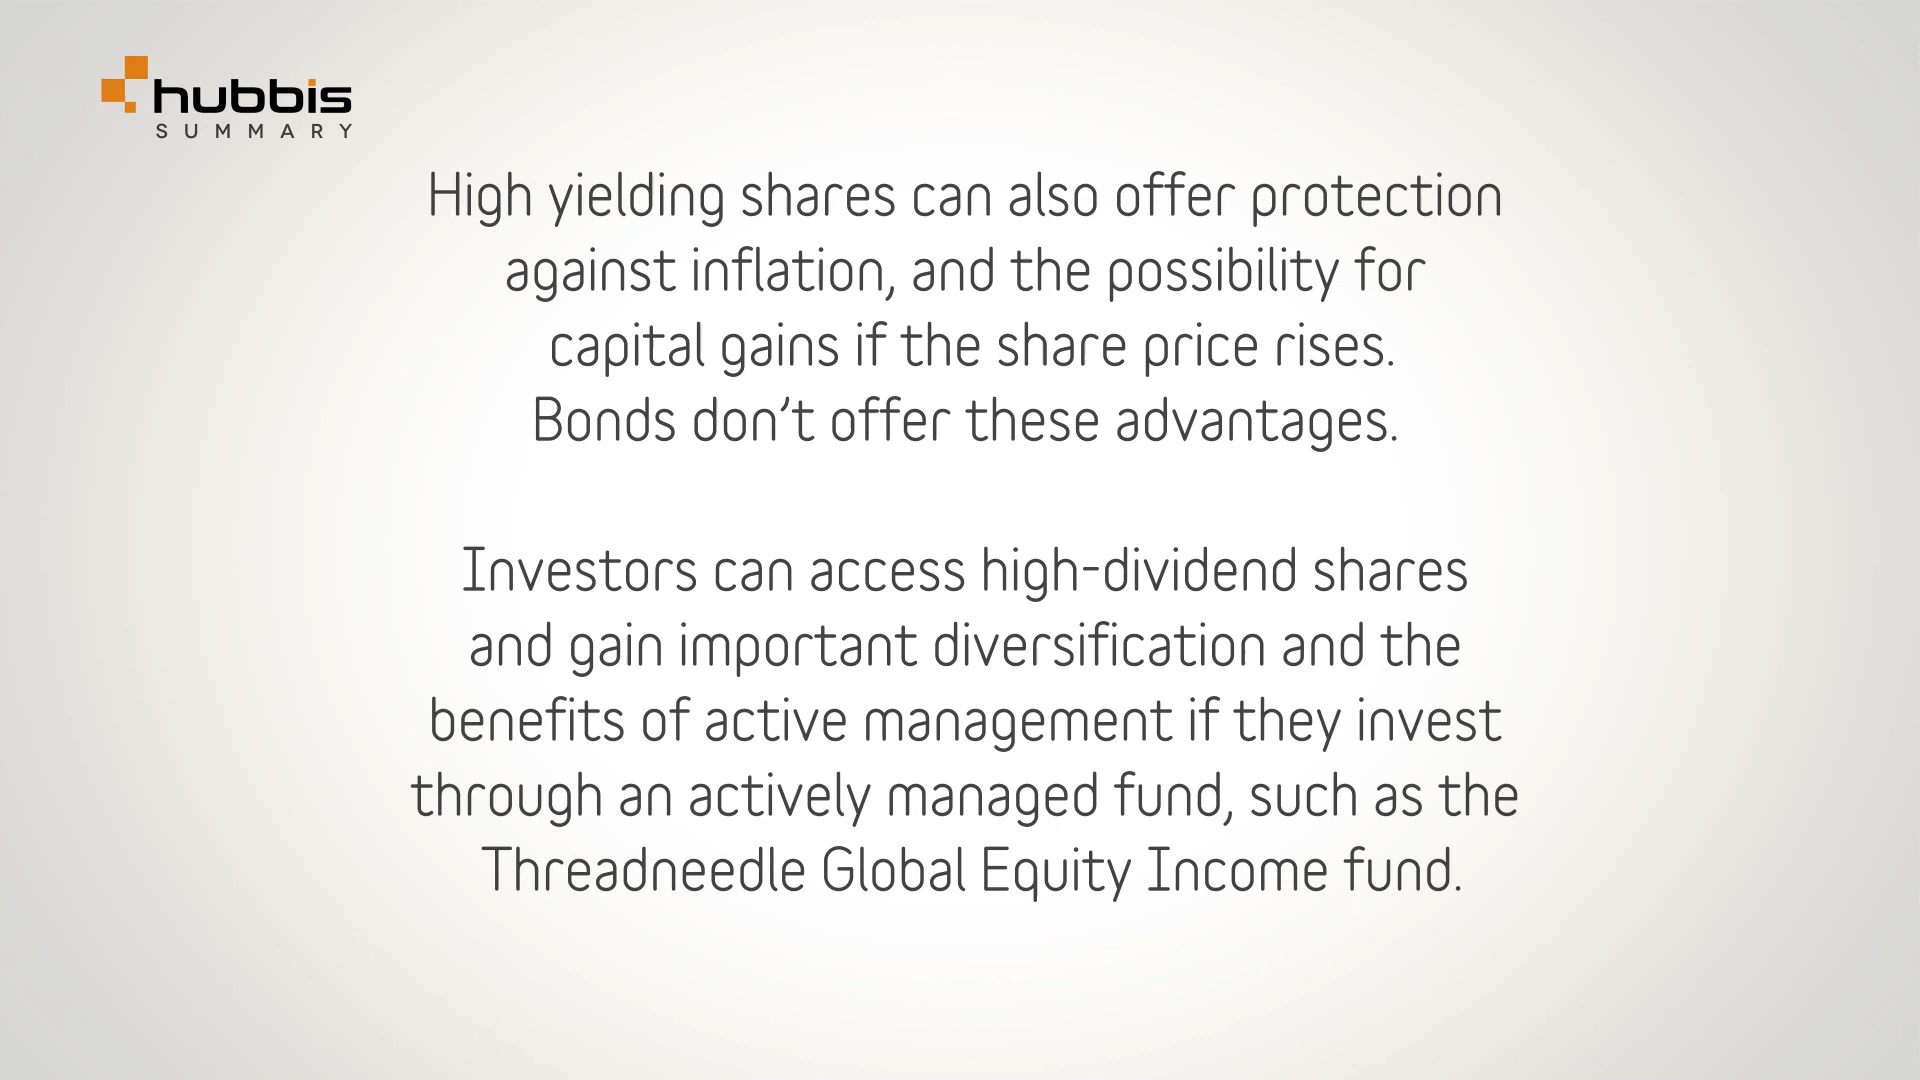 hubbis
SUMMARY
High yielding shares can also offer protection
against inflation, and the possibility for
capital gains if the share price rises.
Bonds don’t offer these advantages.
Investors can access high-dividend shares
and gain important diversification and the
benefits of active management if they invest
through an actively managed fund, such as the
Threadneedle Global Equity Income fund.